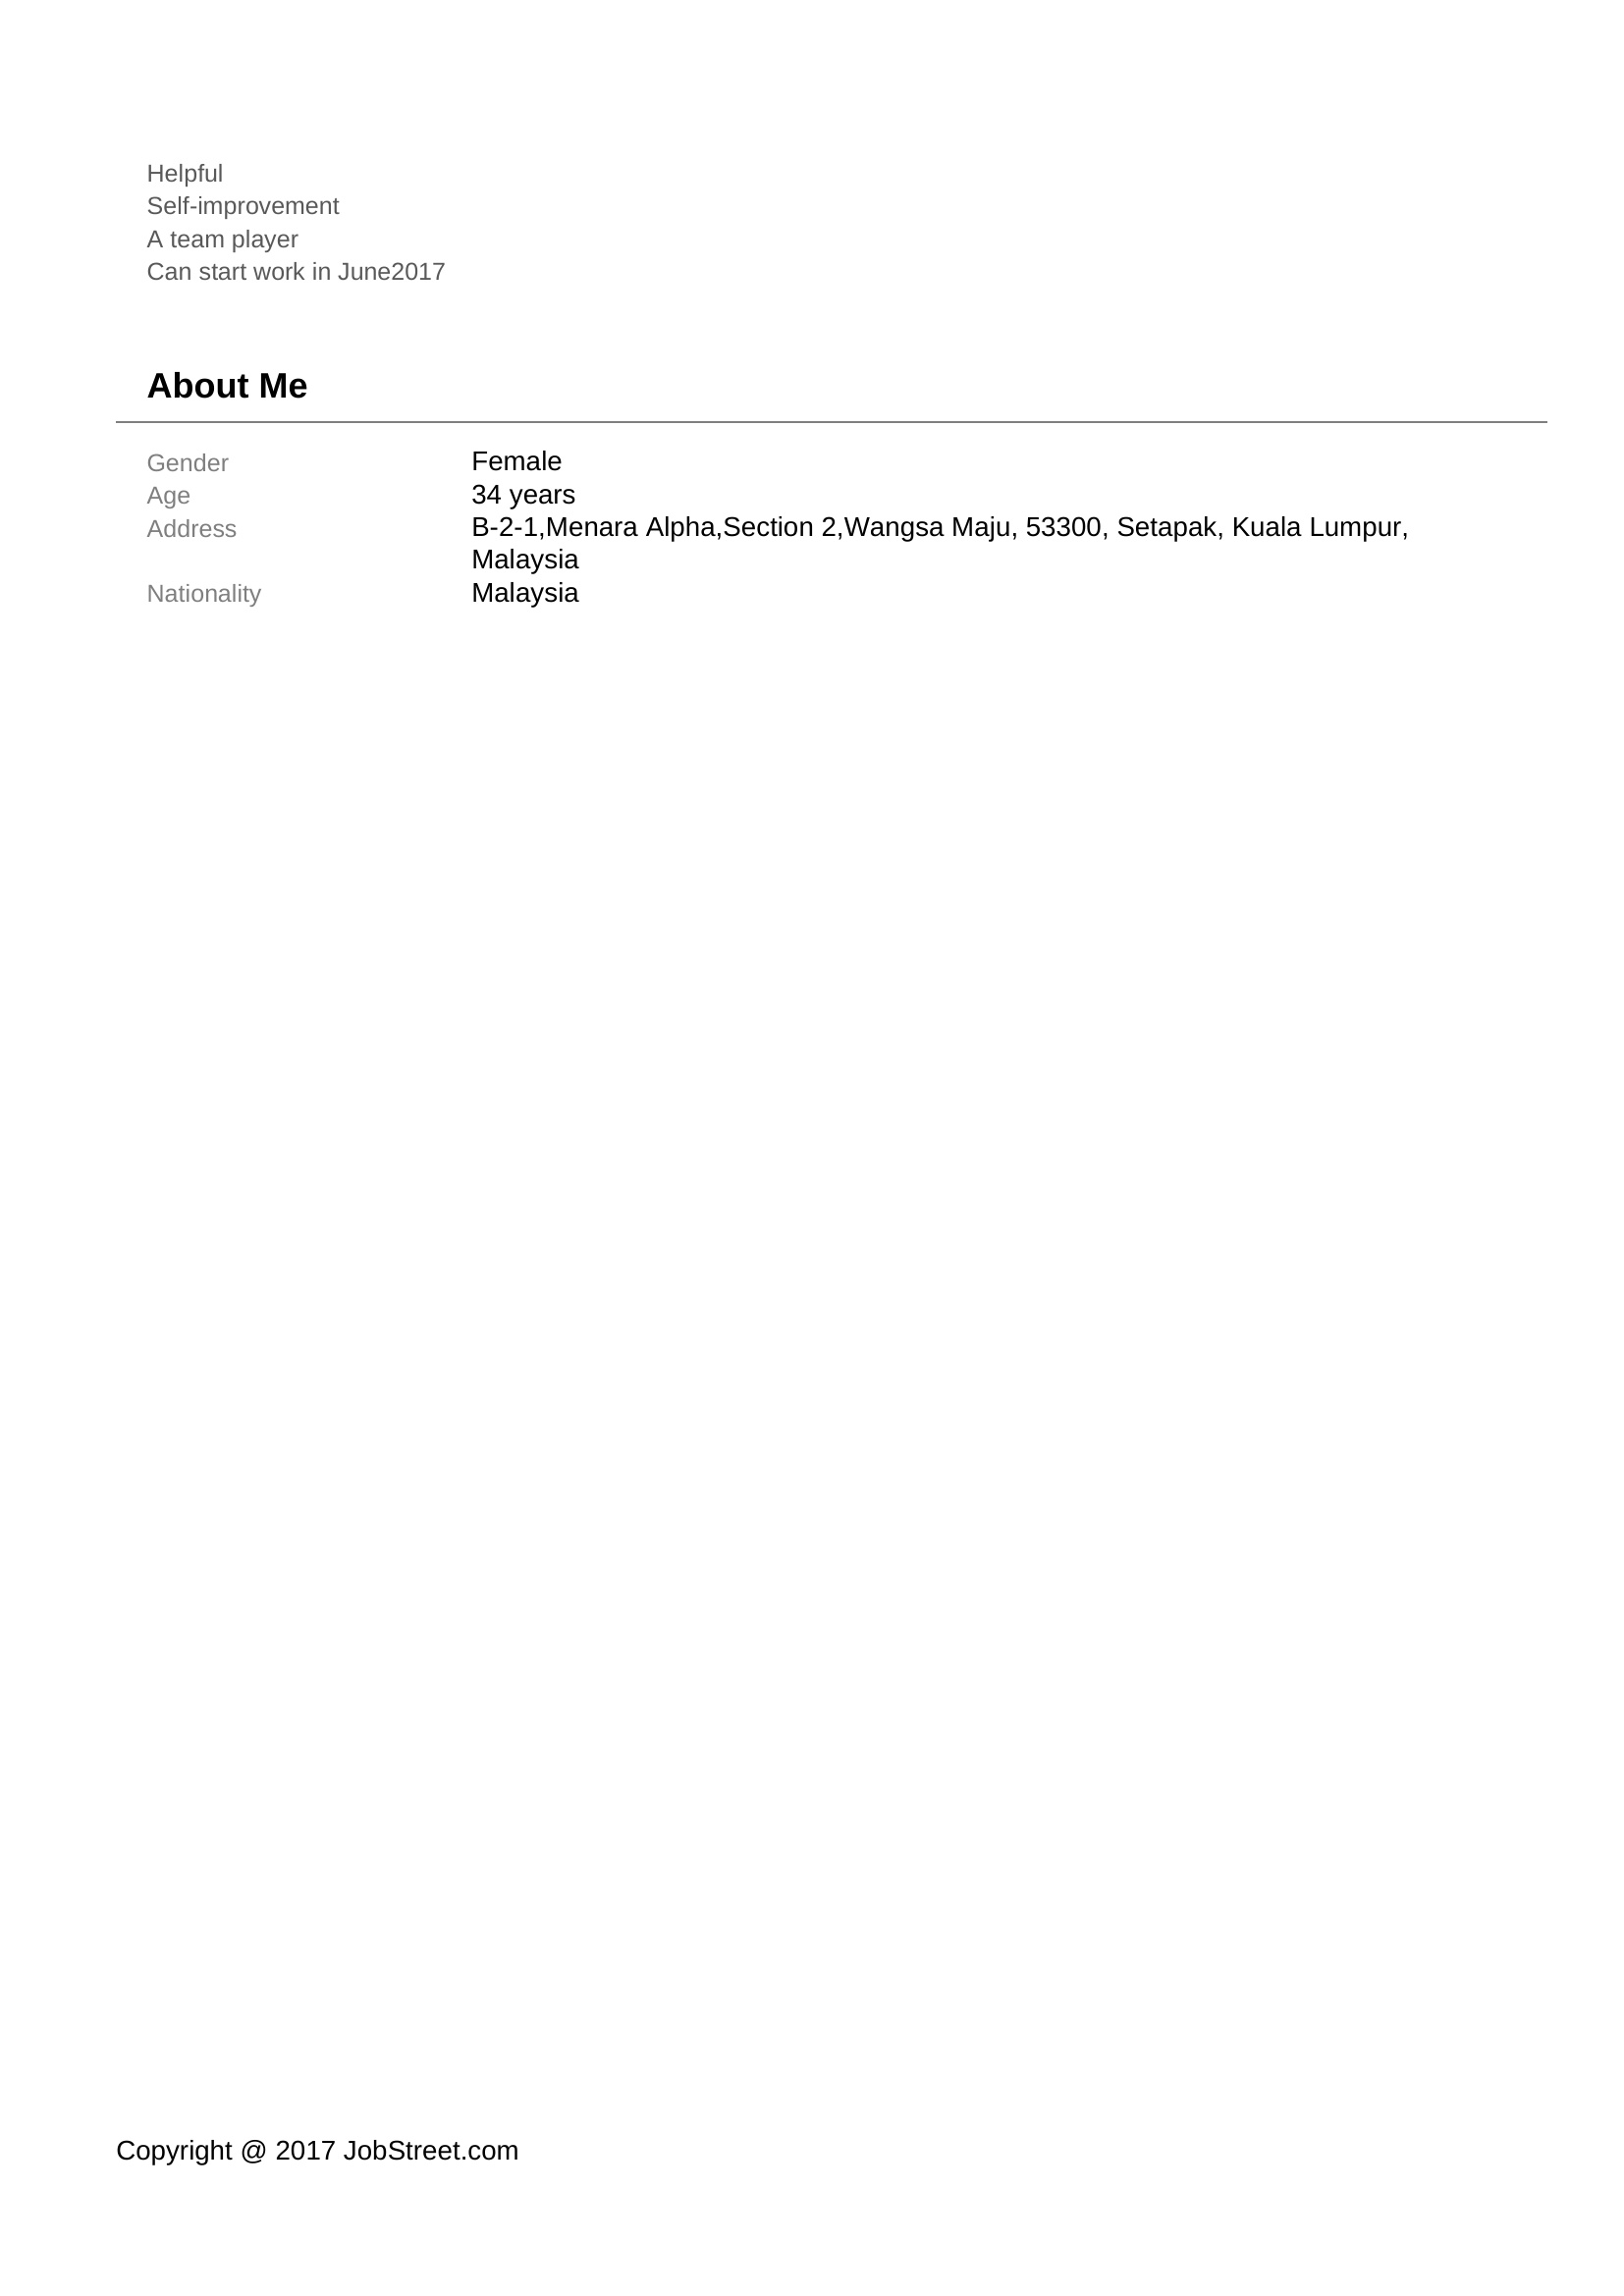 Helpful
Self-improvement
A team player
Can start work in June2017
About Me
Gender Female
Age 34 years
Address B-2-1,Menara Alpha,Section 2,Wangsa Maju, 53300, Setapak, Kuala Lumpur,
Malaysia
Nationality Malaysia
Copyright @ 2017 JobStreet.com